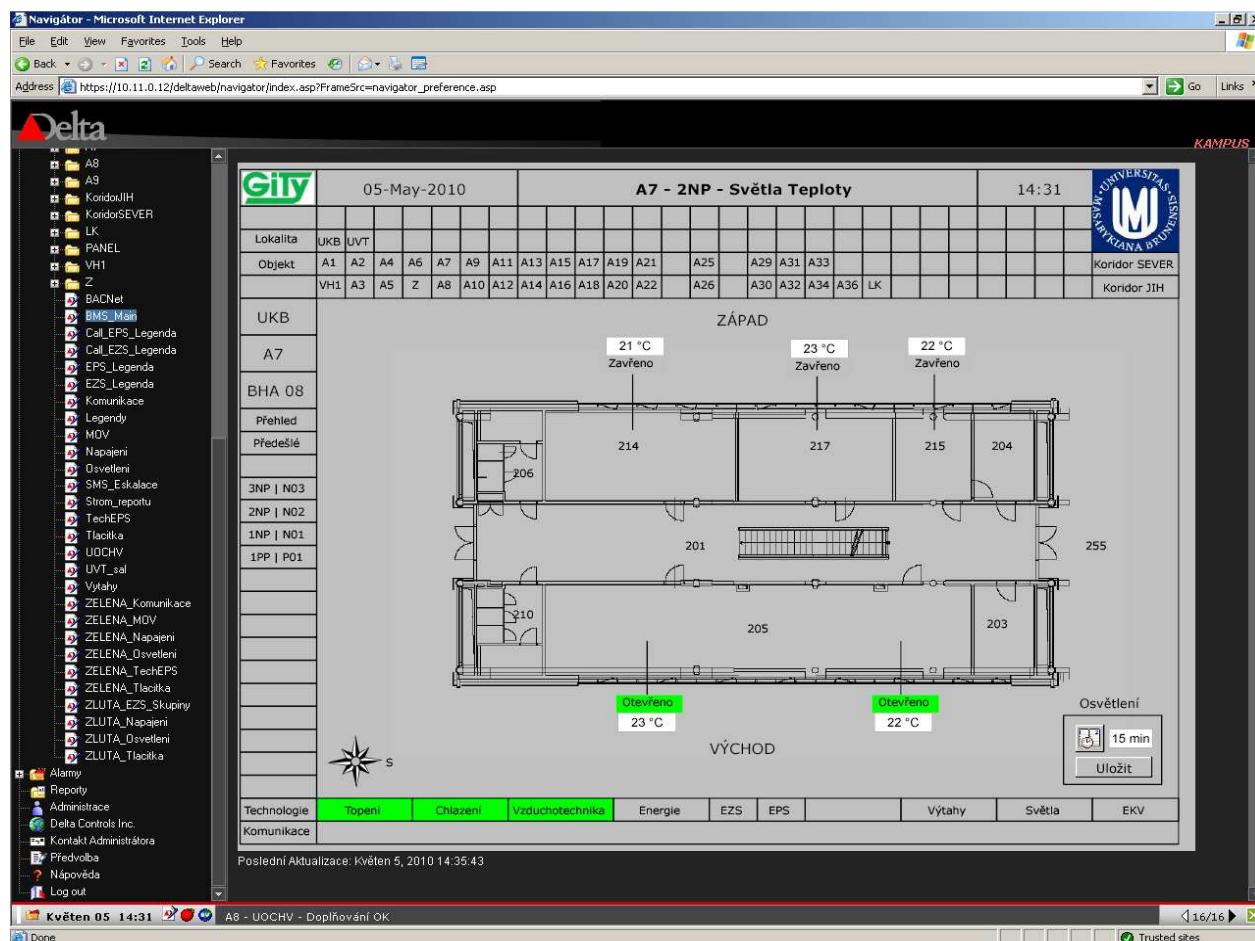 Navigátor - Microsoft Internet Explorer
File Edit View Favorites Tools Help
Back Search Favorites
Address https://10.11.0.12/deltaweb/navigator/index.asp?FrameSrc=navigator_preference.asp Go Links
Delta
KAMPUS
A8
A9
KoridorJIH
KoridorSEVER
LK
PANEL
VH1
Z
BACNet
BMS_Main
Call_EPS_Legenda
Call_EZS_Legenda
EPS_Legenda
EZS_Legenda
Komunikace
Legendy
MOV
Napajeni
Osvetleni
SMS_Eskalace
Strom_reportu
TechEPS
Tlacitka
UOCHV
UVT_sal
Vytahy
ZELENA_Komunikace
ZELENA_MOV
ZELENA_Napajeni
ZELENA_Osvetleni
ZELENA_TechEPS
ZELENA_Tlacitka
ZLUTA_EZS_Skupiny
ZLUTA_Napajeni
ZLUTA_Osvetleni
ZLUTA_Tlacitka
Alarmy
Reporty
Administrace
Delta Controls Inc.
Kontakt Administrátora
Předvolba
Nápověda
Log out
GiTy 05-May-2010 A7 - 2NP - Světla Teploty 14:31
UNIVERSITAS MASARYKIANA BRUNENSIS
Lokalita UKB UVT
Objekt A1 A2 A4 A6 A7 A9 A11 A13 A15 A17 A19 A21 A25 A29 A31 A33 Koridor SEVER
VH1 A3 A5 Z A8 A10 A12 A14 A16 A18 A20 A22 A26 A30 A32 A34 A36 LK Koridor JIH
UKB
A7
BHA 08
Přehled
Předešlé
3NP | N03
2NP | N02
1NP | N01
1PP | P01
ZÁPAD
21 °C 23 °C 22 °C
Zavřeno Zavřeno Zavřeno
214 217 215 204
206
201 255
210 205 203
Otevřeno Otevřeno
23 °C 22 °C
VÝCHOD
S
Osvětlení
15 min
Uložit
Technologie Topení Chlazení Vzduchotechnika Energie EZS EPS Výtahy Světla EKV
Komunikace
Poslední Aktualizace: Květen 5, 2010 14:35:43
Květen 05 14:31 A8 - UOCHV - Doplňování OK 16/16
Done Trusted sites